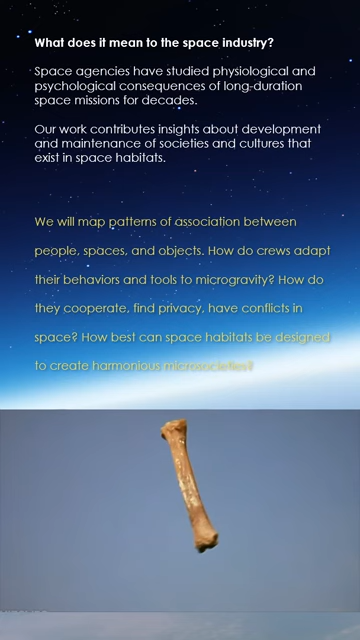 What does it mean to the space industry?
Space agencies have studied physiological and
psychological consequences of long-duration
space missions for decades.
Our work contributes insights about development
and maintenance of societies and cultures that
exist in space habitats.
We will map patterns of association between
people, spaces, and objects. How do crews adapt
their behaviors and tools to microgravity? How do
they cooperate, find privacy, have conflicts in
space? How best can space habitats be designed
to create harmonious microsocieties?